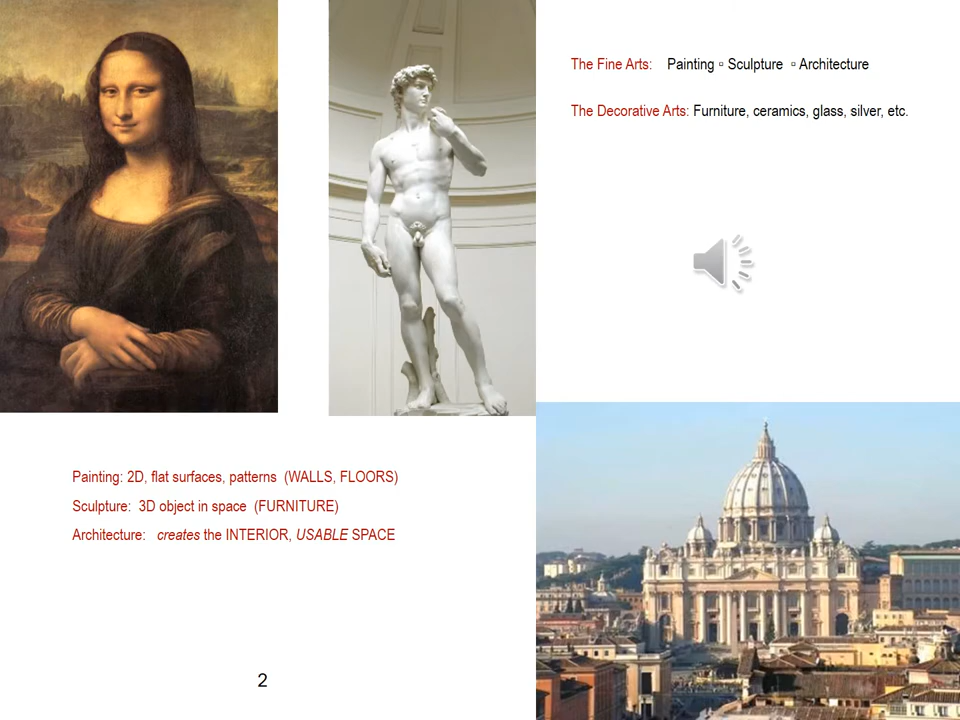 The Fine Arts: Painting ▫ Sculpture ▫ Architecture
The Decorative Arts: Furniture, ceramics, glass, silver, etc.
Painting: 2D, flat surfaces, patterns (WALLS, FLOORS)
Sculpture: 3D object in space (FURNITURE)
Architecture: creates the INTERIOR, USABLE SPACE
2